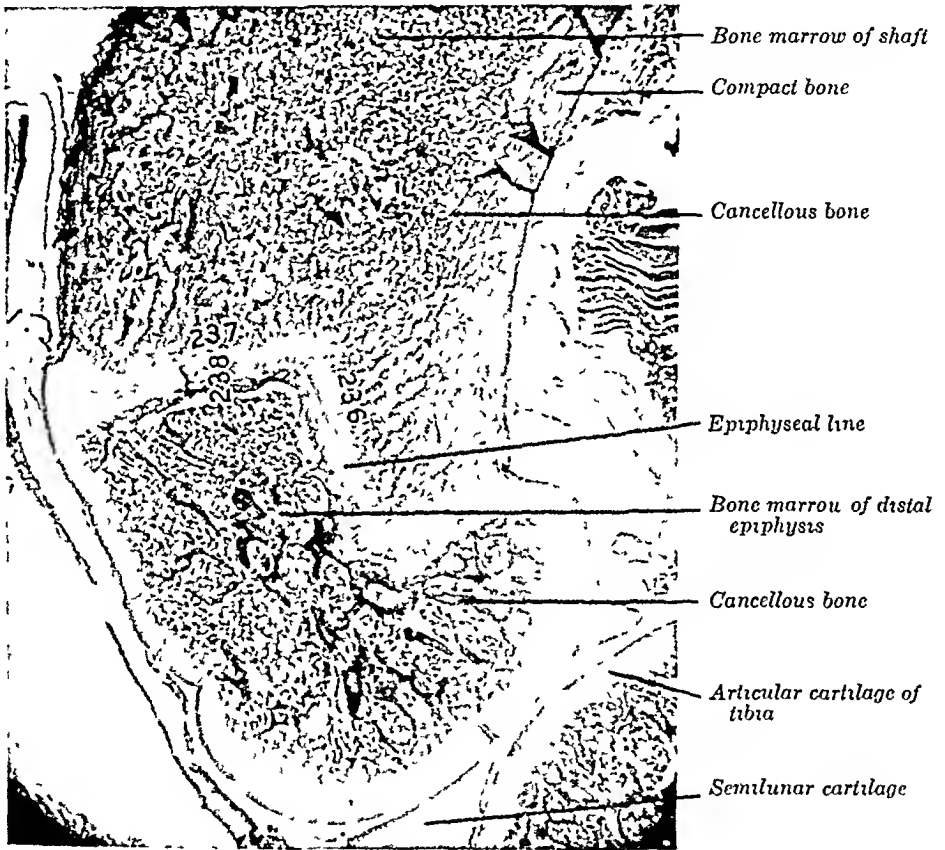 Bone marrow of shaft
Compact bone
Cancellous bone
237
238
236
Epiphyseal line
Bone marrou of distal
epiphysis
Cancellous bone
Articular cartilage of
tibia
Semilunar cartilage